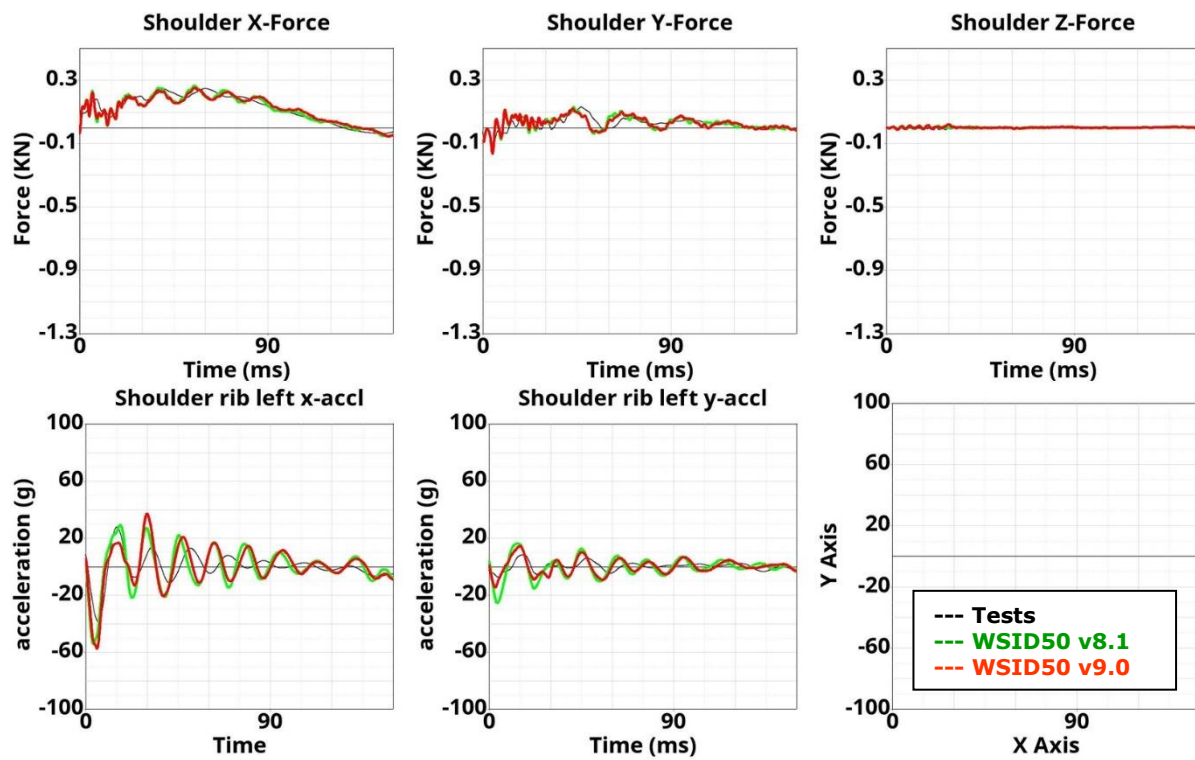 Shoulder X-Force
Force (KN)
0.3
-0.1
-0.5
-0.9
-1.3
0
90
Time (ms)
Shoulder Y-Force
Force (KN)
0.3
-0.1
-0.5
-0.9
-1.3
0
90
Time (ms)
Shoulder Z-Force
Force (KN)
0.3
-0.1
-0.5
-0.9
-1.3
0
90
Time (ms)
Shoulder rib left x-accl
acceleration (g)
100
60
20
-20
-60
-100
0
90
Time
Shoulder rib left y-accl
acceleration (g)
100
60
20
-20
-60
-100
0
90
Time (ms)
Y Axis
100
60
20
-20
-60
-100
0
90
X Axis
--- Tests
--- WSID50 v8.1
--- WSID50 v9.0